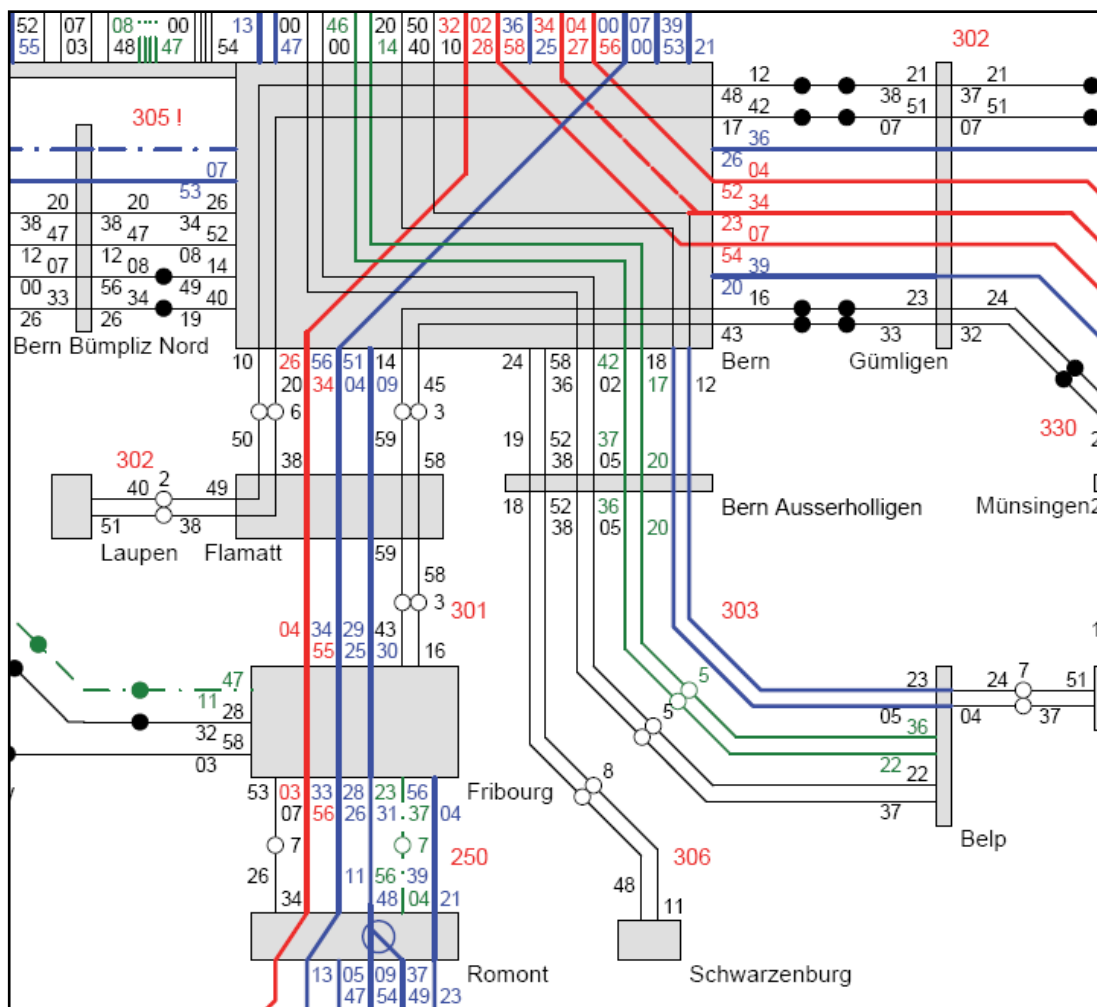 52 07 08 00 13 00 46 20 50 32 02 36 34 04 00 07 39
55 03 48 47 54 47 00 14 40 10 28 58 25 27 56 00 53 21
302
12 21 21
48 38 37
42 51 51
17 07 07
305 !
36
07 26
53 04
20 20 26 52
38 38 34 34
47 47 52 23
12 12 08 07
07 08 14 54
00 56 49 39
33 34 40 20
26 26 19
16 23 24
43 33 32
Bern Bümpliz Nord
Bern Gümligen
10 26 56 51 14 24 58 42 18
20 34 04 09 45 36 02 17 12
6 3
330
50 59 19 52 37
38 58 38 05 20
302
2
40 49
51 38
Bern Ausserholligen
Münsingen
18 52 36
38 05 20
Laupen Flamatt
59
58
3 301
303
04 34 29 43
55 25 30 16
47
11
28
32
58
03
5
5
23 24 7 51
05 04 37
36
22
22
37
Fribourg
53 03 33 28 23 56
07 56 26 31 37 04
8
Belp
7 7 250
306
26 11 56 39
34 48 04 21
48 11
Romont
Schwarzenburg
13 05 09 37
47 54 49 23